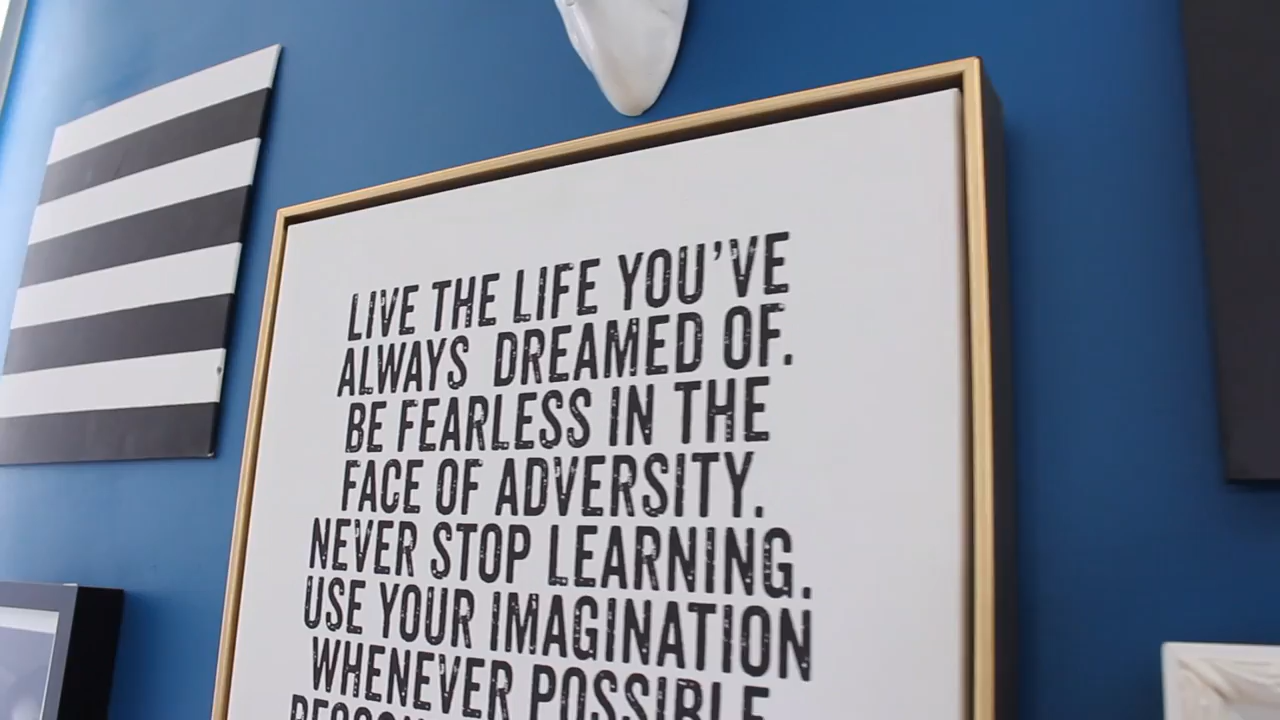 LIVE THE LIFE YOU'VE
ALWAYS DREAMED OF.
BE FEARLESS IN THE
FACE OF ADVERSITY.
NEVER STOP LEARNING.
USE YOUR IMAGINATION
WHENEVER POSSIBLE